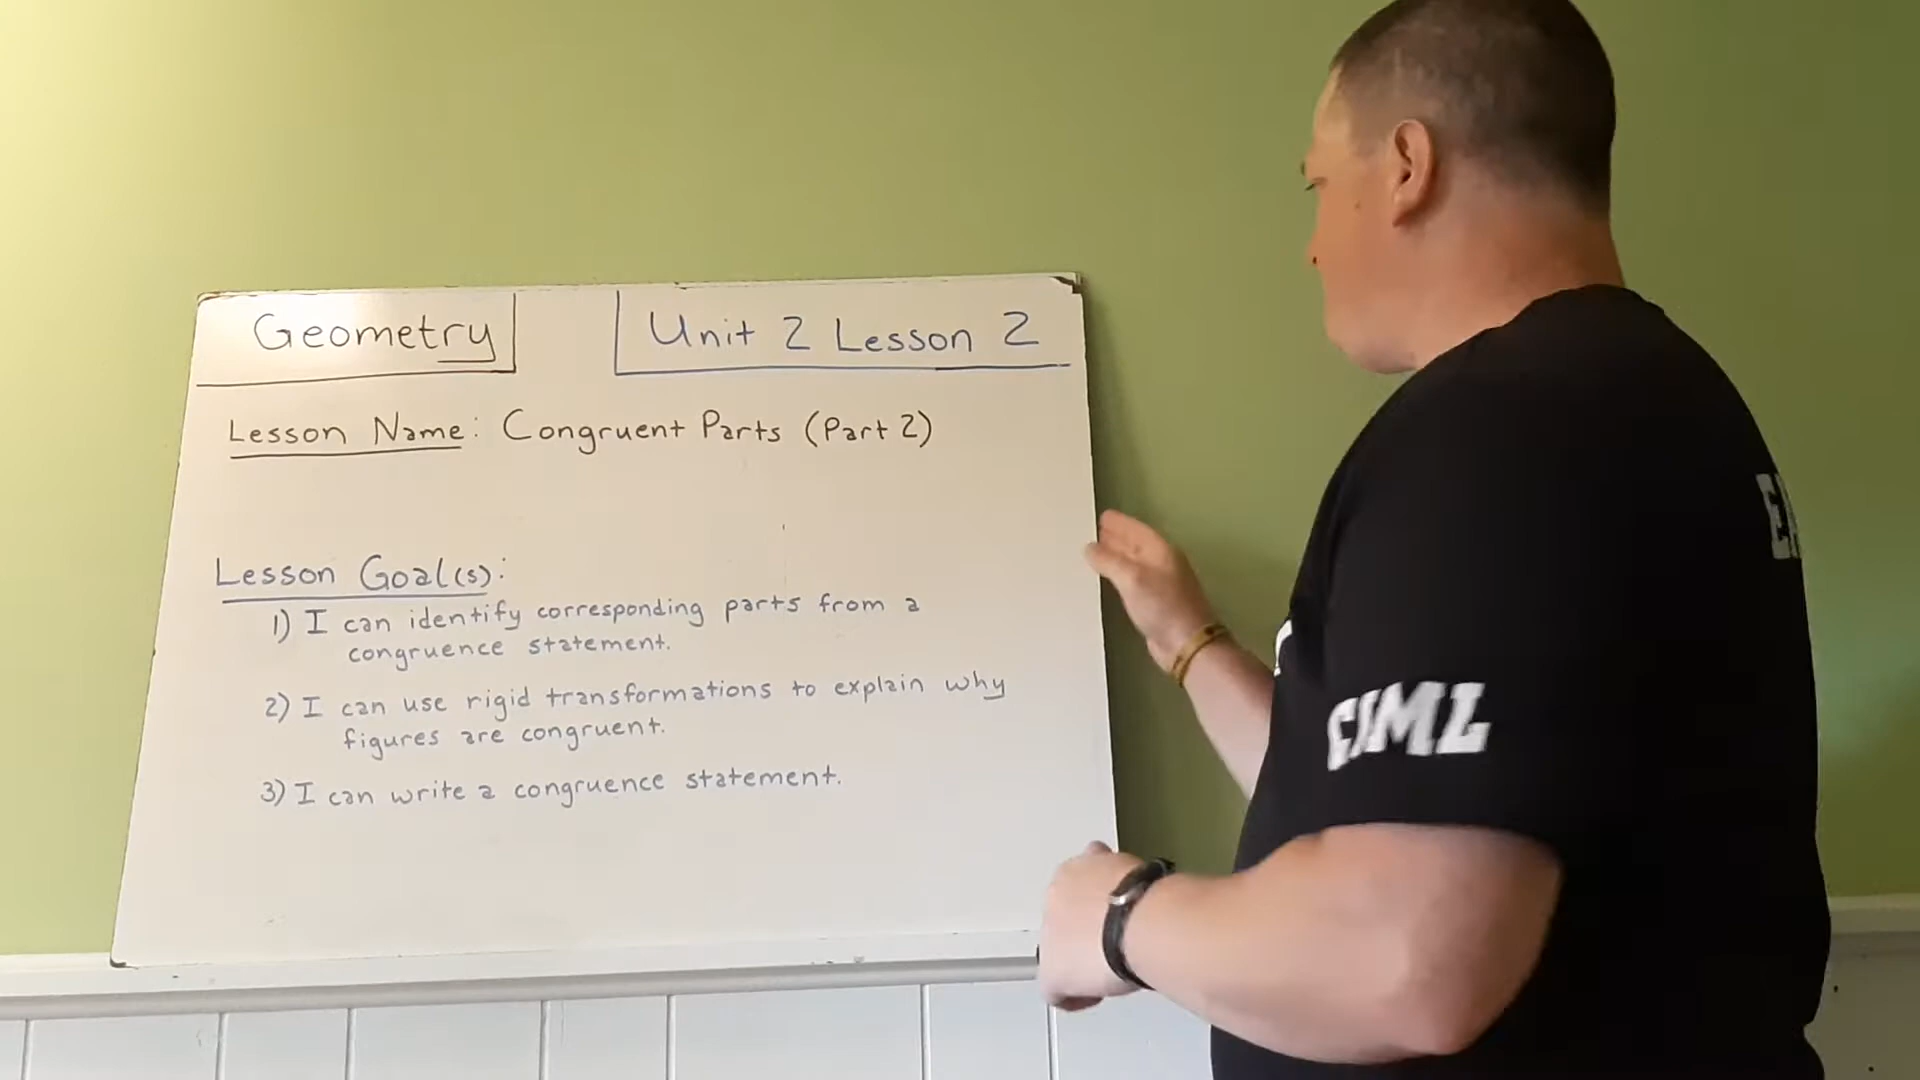 Geometry
Unit 2 Lesson 2
Lesson Name: Congruent Parts (Part 2)
Lesson Goal(s):
1) I can identify corresponding parts from a
congruence statement.
2) I can use rigid transformations to explain why
figures are congruent.
3) I can write a congruence statement.